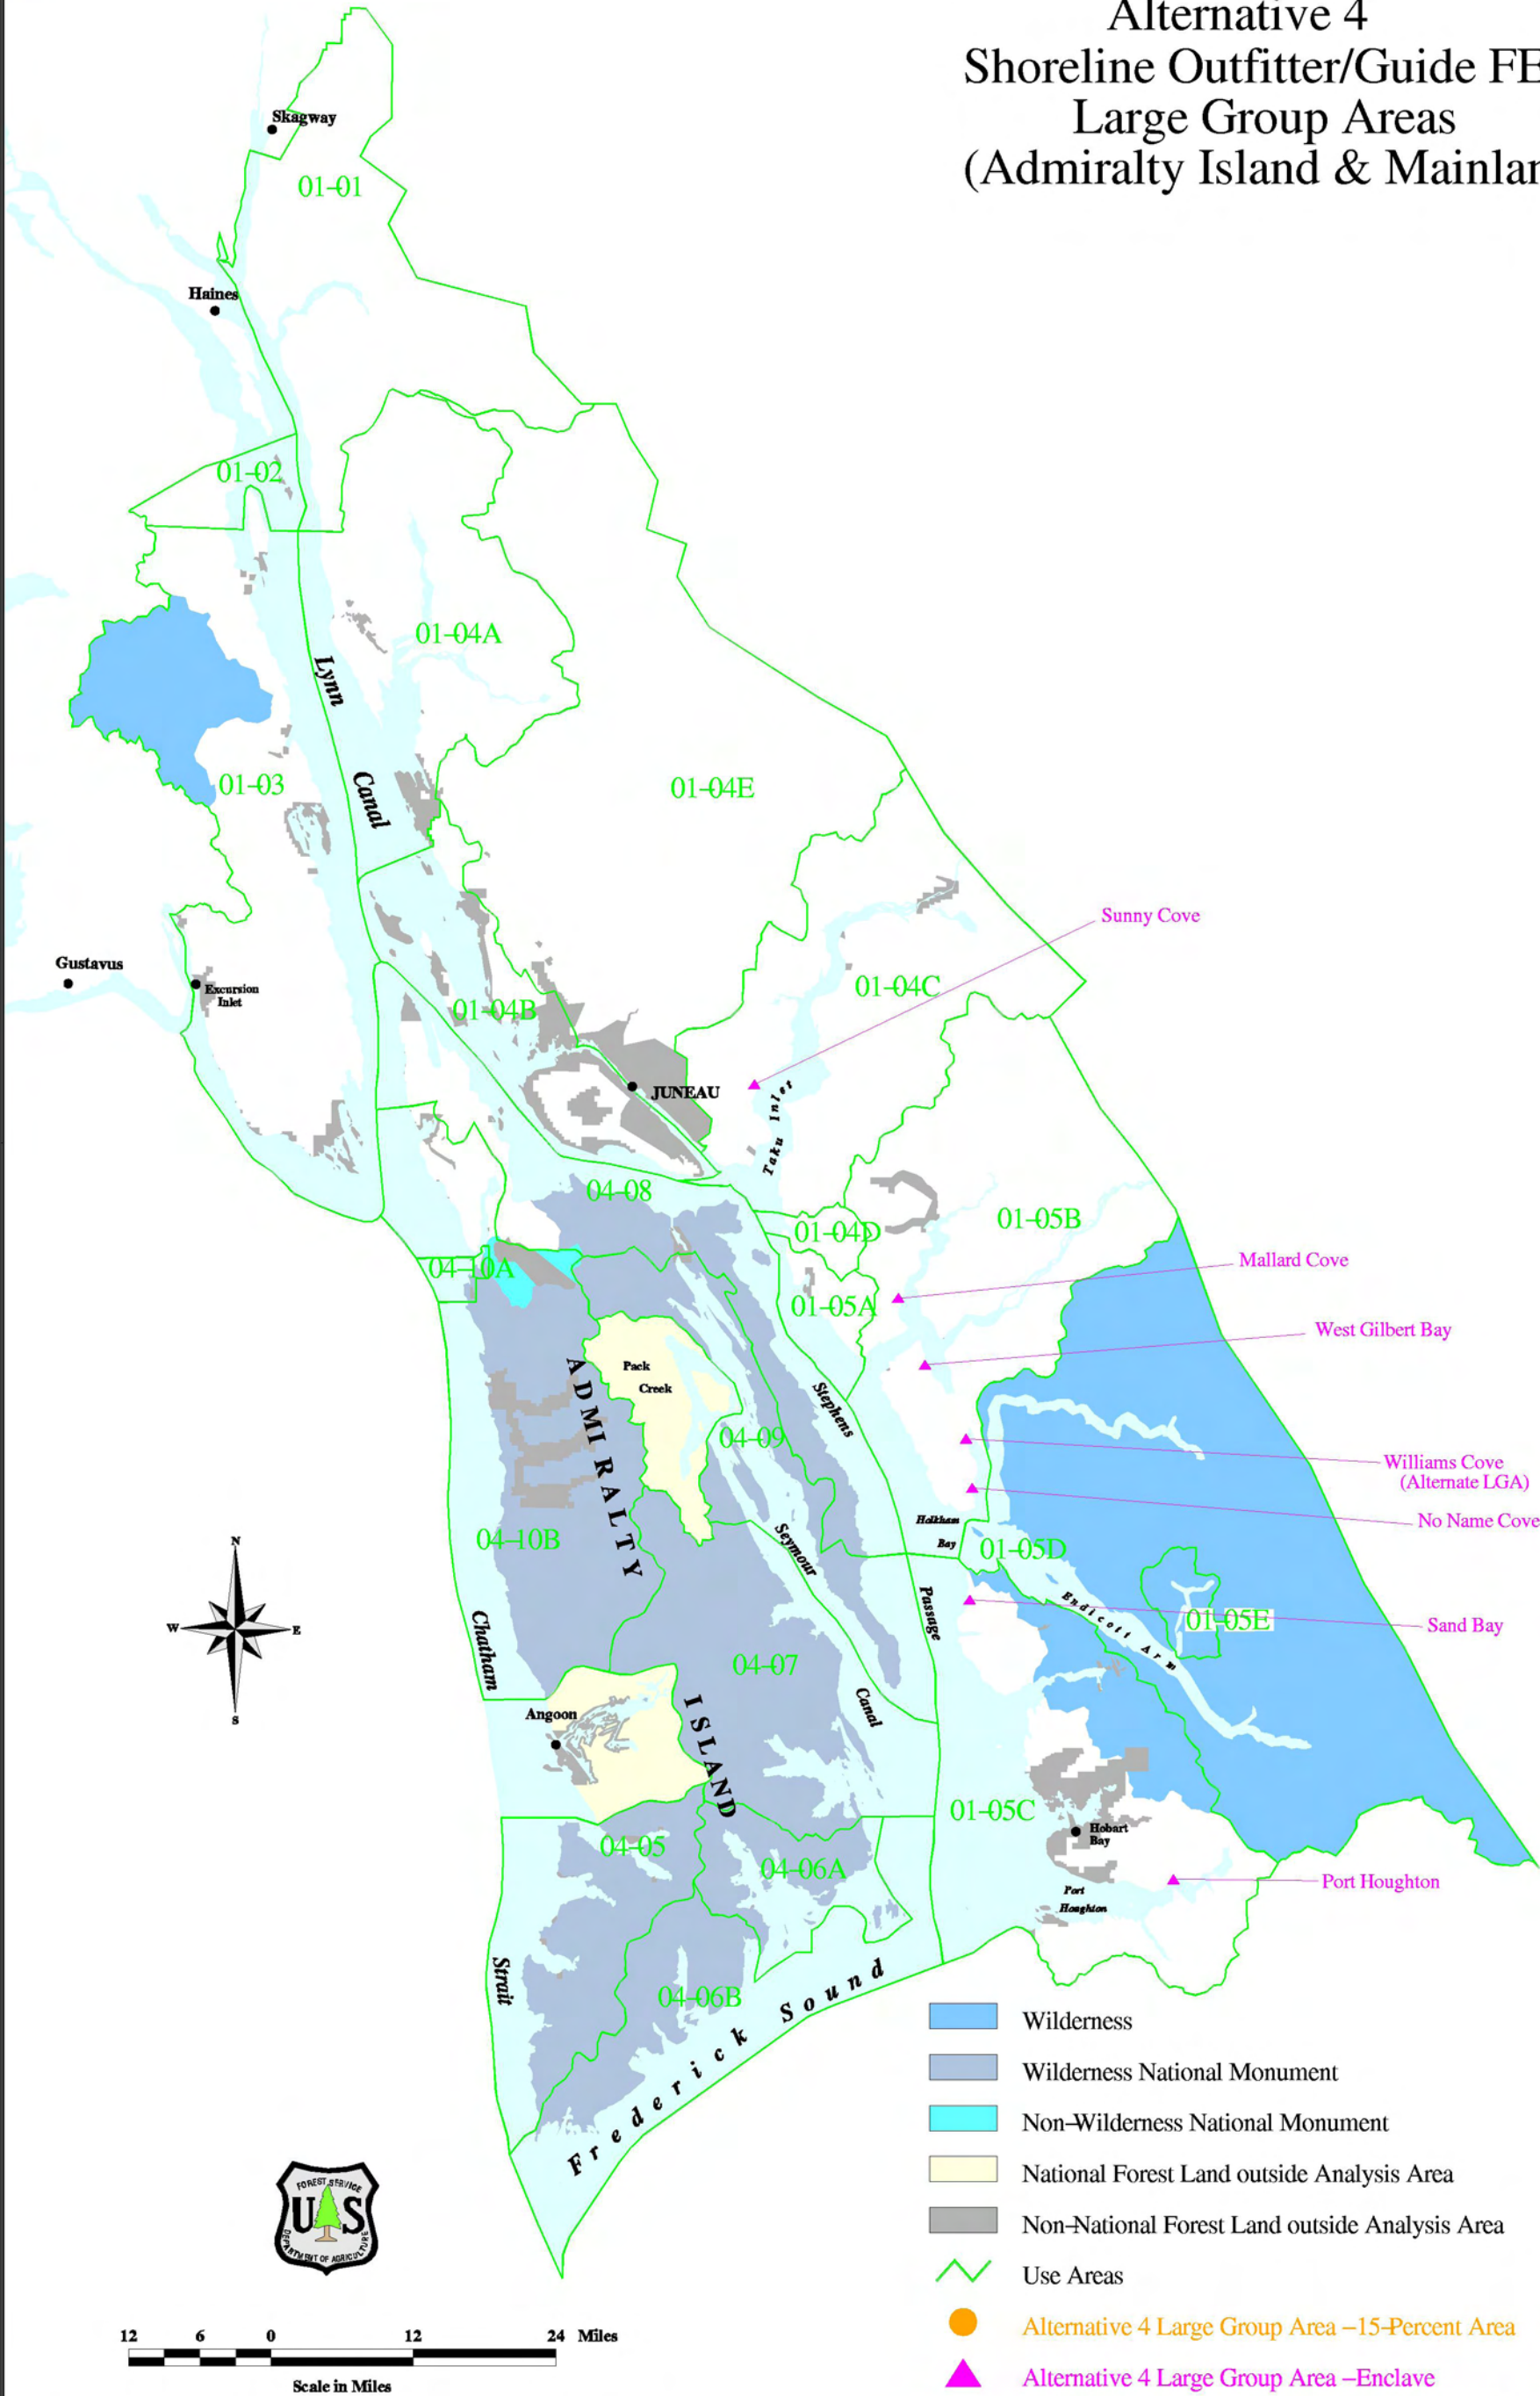 Alternative 4
Shoreline Outfitter/Guide FE
Large Group Areas
(Admiralty Island & Mainlan
Skagway
01-01
Haines
01-02
01-04A
Lynn
Canal
01-03
01-04E
Sunny Cove
Gustavus
Excursion
Inlet
01-04C
01-04B
JUNEAU
Taku Inlet
04-08
01-04D
01-05B
04-10A
Mallard Cove
01-05A
West Gilbert Bay
Pack
Creek
ADMIRALTY
Stephens
04-09
Williams Cove
(Alternate LGA)
Holkham
Bay
No Name Cove
04-10B
Seymour
01-05D
N
W
E
S
Chatham
Passage
Endicott Arm
01-05E
Sand Bay
04-07
Angoon
ISLAND
Canal
01-05C
Hobart
Bay
04-05
04-06A
Port Houghton
Port
Houghton
Strait
04-06B
Frederick Sound
Wilderness
Wilderness National Monument
Non-Wilderness National Monument
National Forest Land outside Analysis Area
Non-National Forest Land outside Analysis Area
Use Areas
Alternative 4 Large Group Area –15-Percent Area
Alternative 4 Large Group Area –Enclave
FOREST SERVICE
U S
DEPARTMENT OF AGRICULTURE
12 6 0 12 24 Miles
Scale in Miles